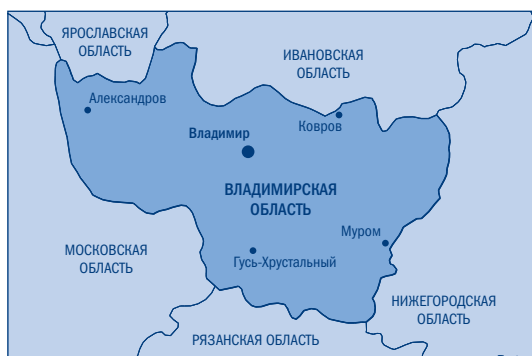 ЯРОСЛАВСКАЯ
ОБЛАСТЬ
ИВАНОВСКАЯ
ОБЛАСТЬ
Александров
Ковров
Владимир
ВЛАДИМИРСКАЯ
ОБЛАСТЬ
МОСКОВСКАЯ
ОБЛАСТЬ
Муром
Гусь-Хрустальный
НИЖЕГОРОДСКАЯ
ОБЛАСТЬ
РЯЗАНСКАЯ ОБЛАСТЬ